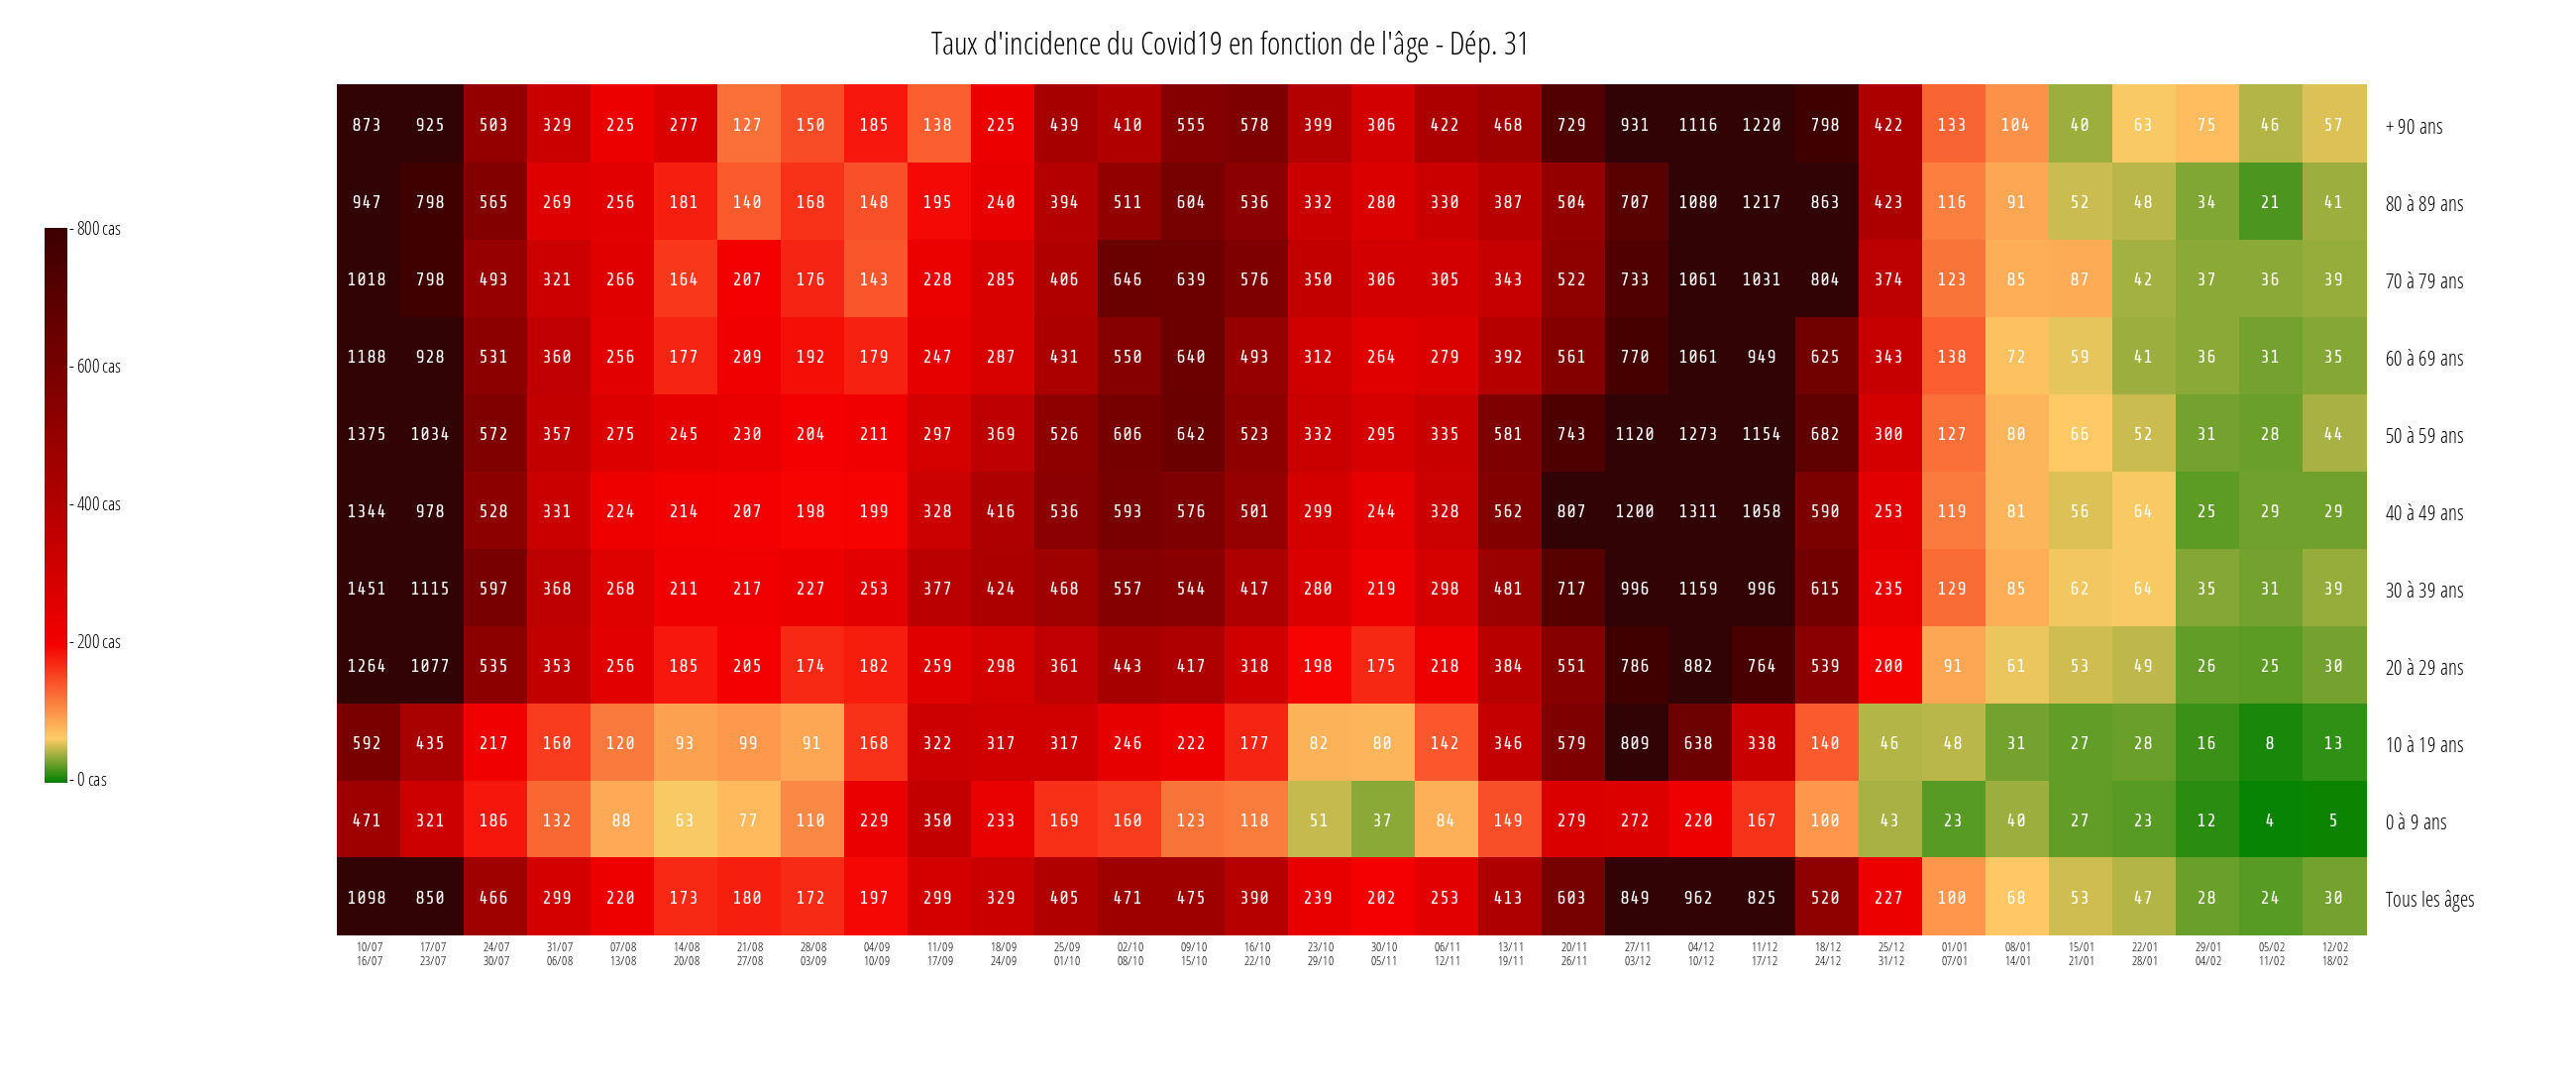 Taux d'incidence du Covid19 en fonction de l'âge - Dép. 31
- 800 cas
- 600 cas
- 400 cas
- 200 cas
- 0 cas
873 925 503 329 225 277 127 150 185 138 225 439 410 555 578 399 306 422 468 729 931 1116 1220 798 422 133 104 40 63 75 46 57 + 90 ans
947 798 565 269 256 181 140 168 148 195 240 394 511 604 536 332 280 330 387 504 707 1080 1217 863 423 116 91 52 48 34 21 41 80 à 89 ans
1018 798 493 321 266 164 207 176 143 228 285 406 646 639 576 350 306 305 343 522 733 1061 1031 804 374 123 85 87 42 37 36 39 70 à 79 ans
1188 928 531 360 256 177 209 192 179 247 287 431 550 640 493 312 264 279 392 561 770 1061 949 625 343 138 72 59 41 36 31 35 60 à 69 ans
1375 1034 572 357 275 245 230 204 211 297 369 526 606 642 523 332 295 335 581 743 1120 1273 1154 682 300 127 80 66 52 31 28 44 50 à 59 ans
1344 978 528 331 224 214 207 198 199 328 416 536 593 576 501 299 244 328 562 807 1200 1311 1058 590 253 119 81 56 64 25 29 29 40 à 49 ans
1451 1115 597 368 268 211 217 227 253 377 424 468 557 544 417 280 219 298 481 717 996 1159 996 615 235 129 85 62 64 35 31 39 30 à 39 ans
1264 1077 535 353 256 185 205 174 182 259 298 361 443 417 318 198 175 218 384 551 786 882 764 539 200 91 61 53 49 26 25 30 20 à 29 ans
592 435 217 160 120 93 99 91 168 322 317 317 246 222 177 82 80 142 346 579 809 638 338 140 46 48 31 27 28 16 8 13 10 à 19 ans
471 321 186 132 88 63 77 110 229 350 233 169 160 123 118 51 37 84 149 279 272 220 167 100 43 23 40 27 23 12 4 5 0 à 9 ans
1098 850 466 299 220 173 180 172 197 299 329 405 471 475 390 239 202 253 413 603 849 962 825 520 227 100 68 53 47 28 24 30 Tous les âges
10/07 17/07 24/07 31/07 07/08 14/08 21/08 28/08 04/09 11/09 18/09 25/09 02/10 09/10 16/10 23/10 30/10 06/11 13/11 20/11 27/11 04/12 11/12 18/12 25/12 01/01 08/01 15/01 22/01 29/01 05/02 12/02
16/07 23/07 30/07 06/08 13/08 20/08 27/08 03/09 10/09 17/09 24/09 01/10 08/10 15/10 22/10 29/10 05/11 12/11 19/11 26/11 03/12 10/12 17/12 24/12 31/12 07/01 14/01 21/01 28/01 04/02 11/02 18/02